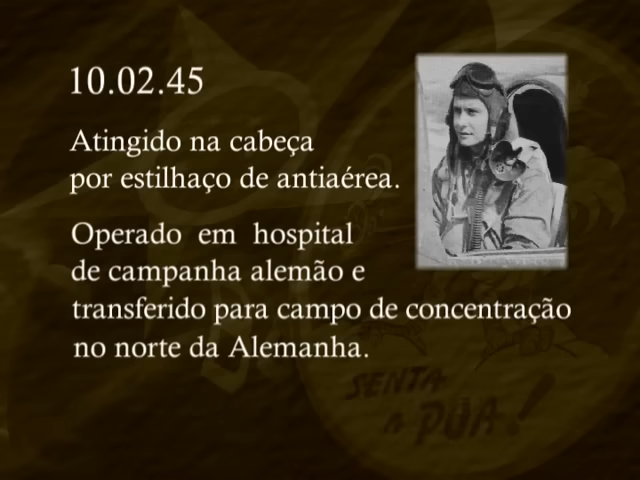 10.02.45
Atingido na cabeça
por estilhaço de antiaérea.
Operado em hospital
de campanha alemão e
transferido para campo de concentração
no norte da Alemanha.
SENTA
A PUA!